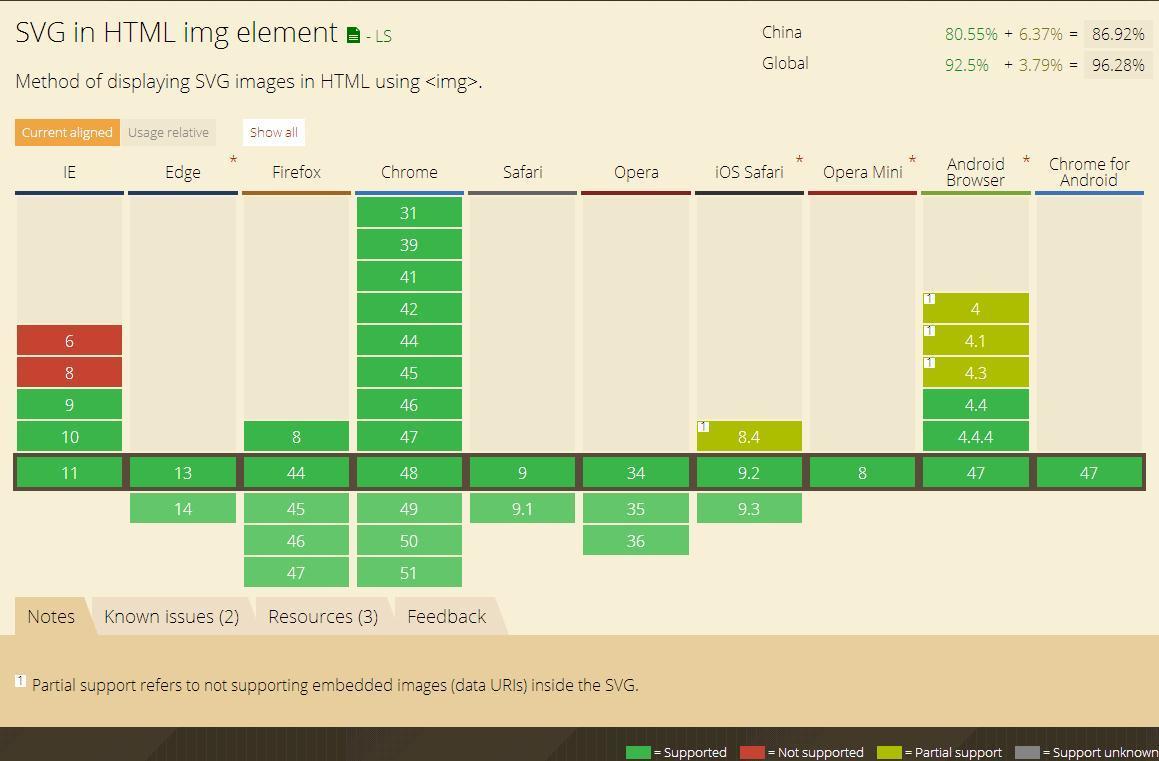 SVG in HTML img element - LS
China 80.55% + 6.37% = 86.92%
Global 92.5% + 3.79% = 96.28%
Method of displaying SVG images in HTML using <img>.
Current aligned Usage relative Show all
IE Edge * Firefox Chrome Safari Opera iOS Safari * Opera Mini * Android Browser * Chrome for Android
31
39
41
42 1 4
6 44 1 4.1
8 45 1 4.3
9 46 4.4
10 8 47 1 8.4 4.4.4
11 13 44 48 9 34 9.2 8 47 47
14 45 49 9.1 35 9.3
46 50 36
47 51
Notes Known issues (2) Resources (3) Feedback
1 Partial support refers to not supporting embedded images (data URIs) inside the SVG.
= Supported = Not supported = Partial support = Support unknown